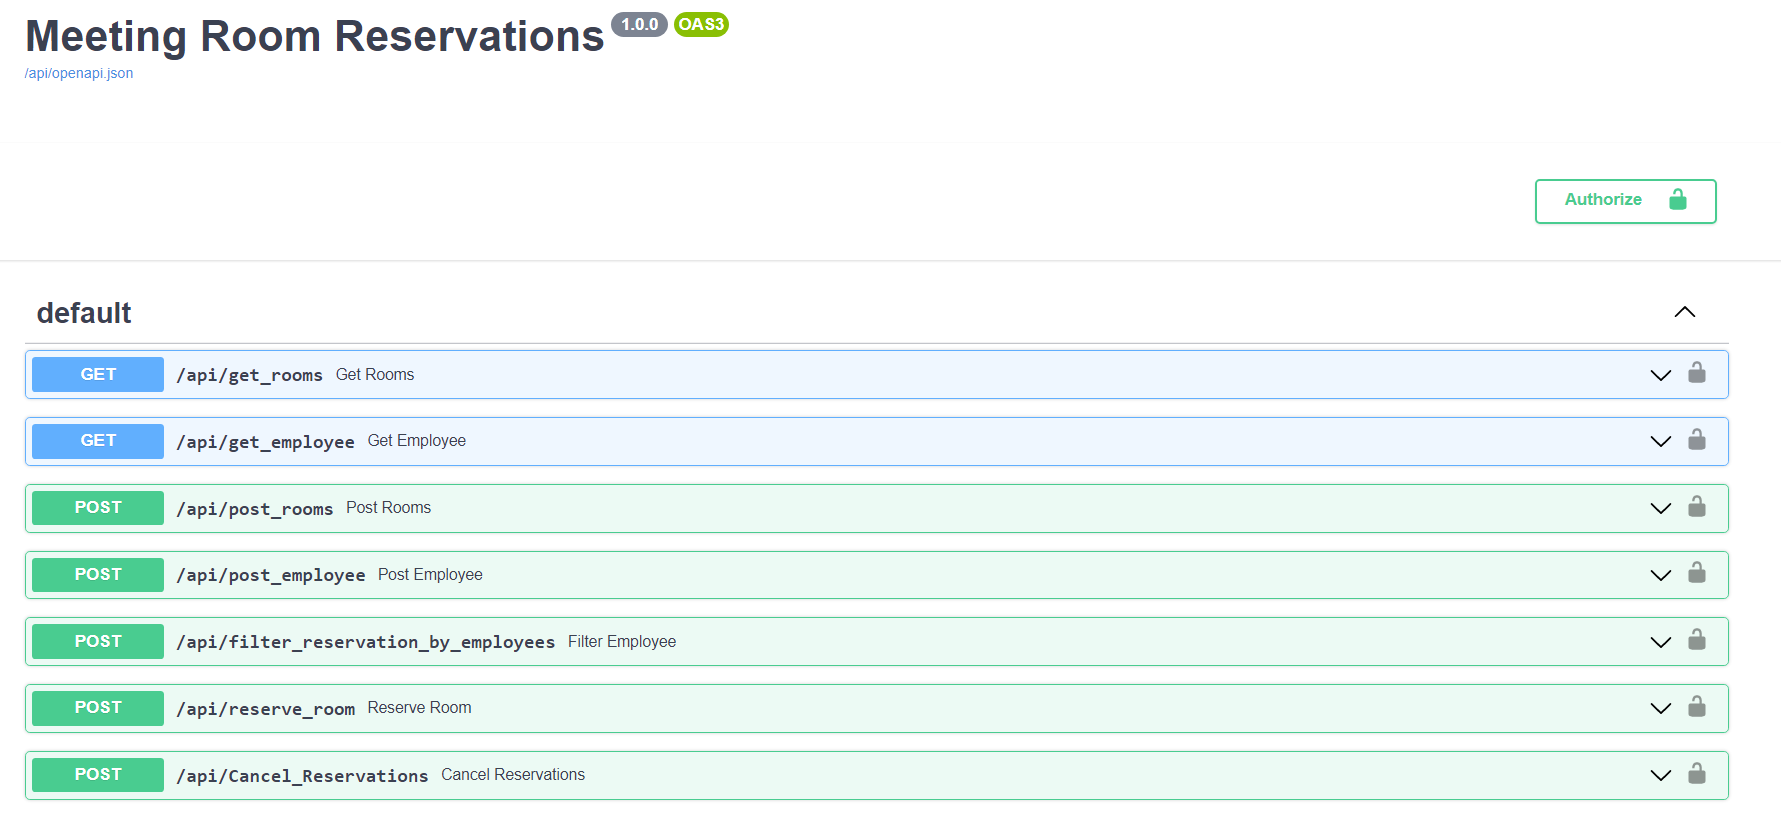 Meeting Room Reservations 1.0.0 OAS3
/api/openapi.json
Authorize
default
GET /api/get_rooms Get Rooms
GET /api/get_employee Get Employee
POST /api/post_rooms Post Rooms
POST /api/post_employee Post Employee
POST /api/filter_reservation_by_employees Filter Employee
POST /api/reserve_room Reserve Room
POST /api/Cancel_Reservations Cancel Reservations